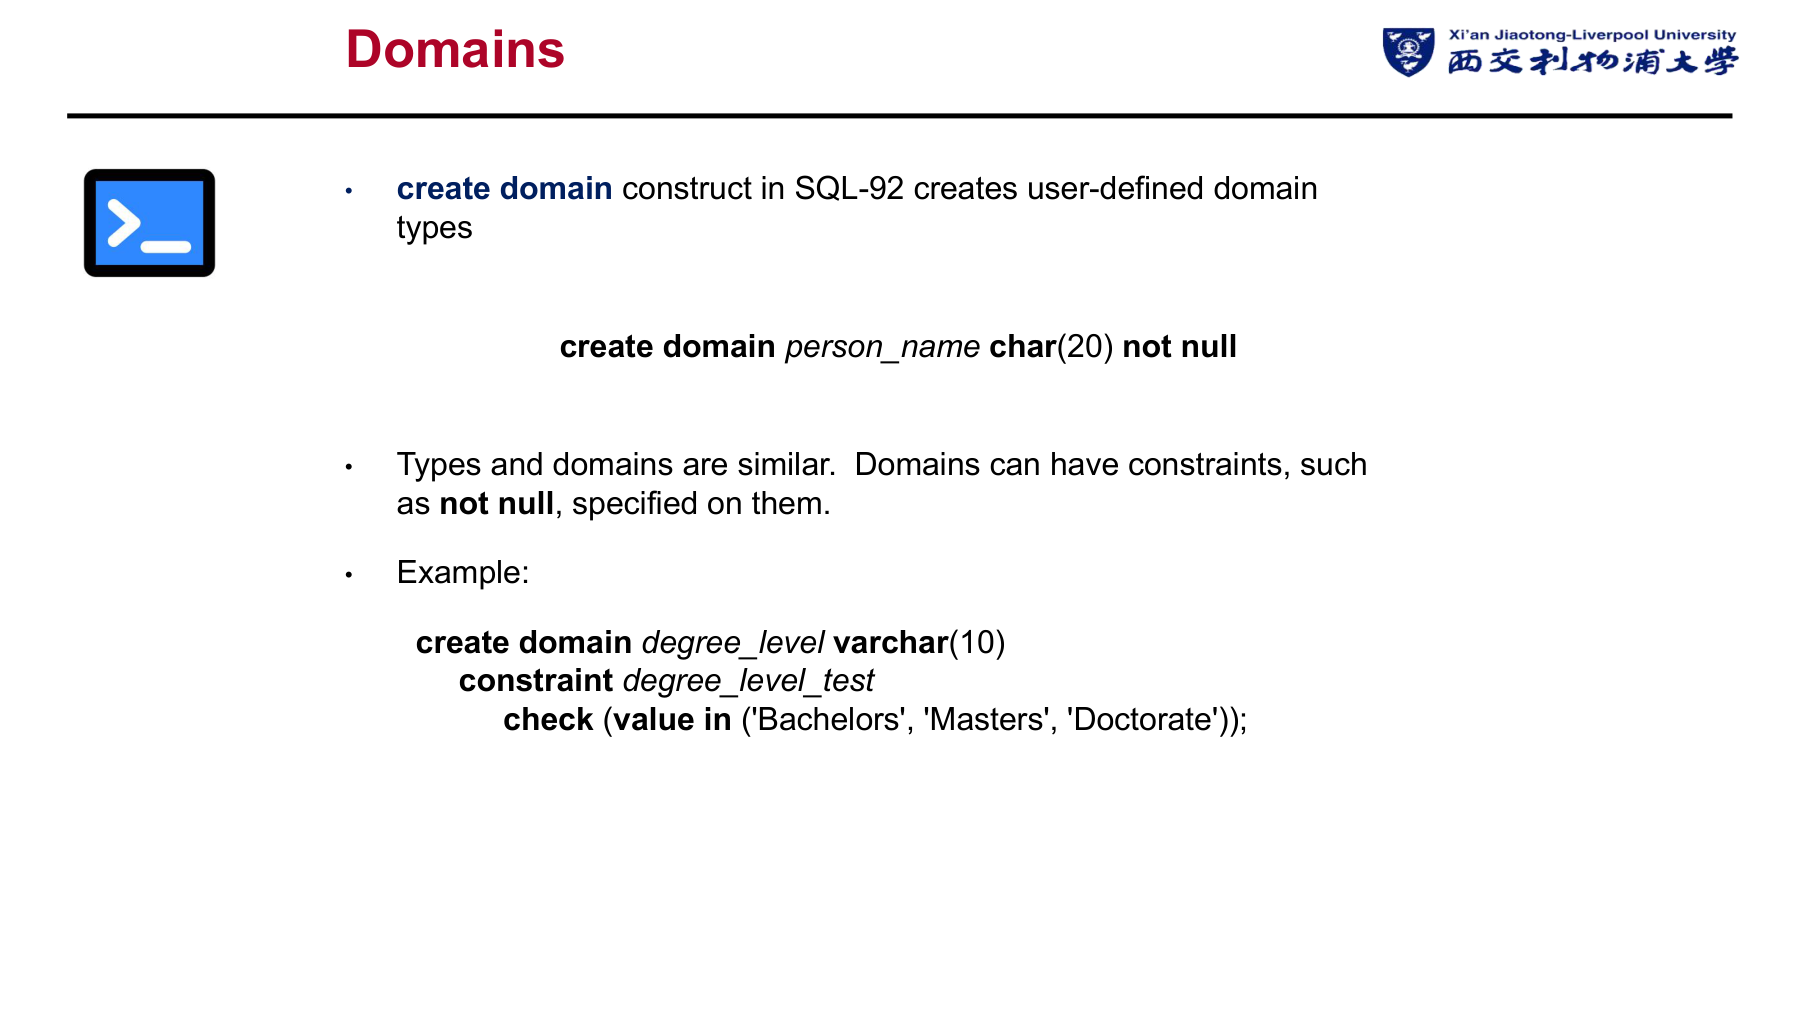 Domains
Xi'an Jiaotong-Liverpool University
西交利物浦大學
• create domain construct in SQL-92 creates user-defined domain
types
create domain person_name char(20) not null
• Types and domains are similar.  Domains can have constraints, such
as not null, specified on them.
• Example:
create domain degree_level varchar(10)
constraint degree_level_test
check (value in ('Bachelors', 'Masters', 'Doctorate'));